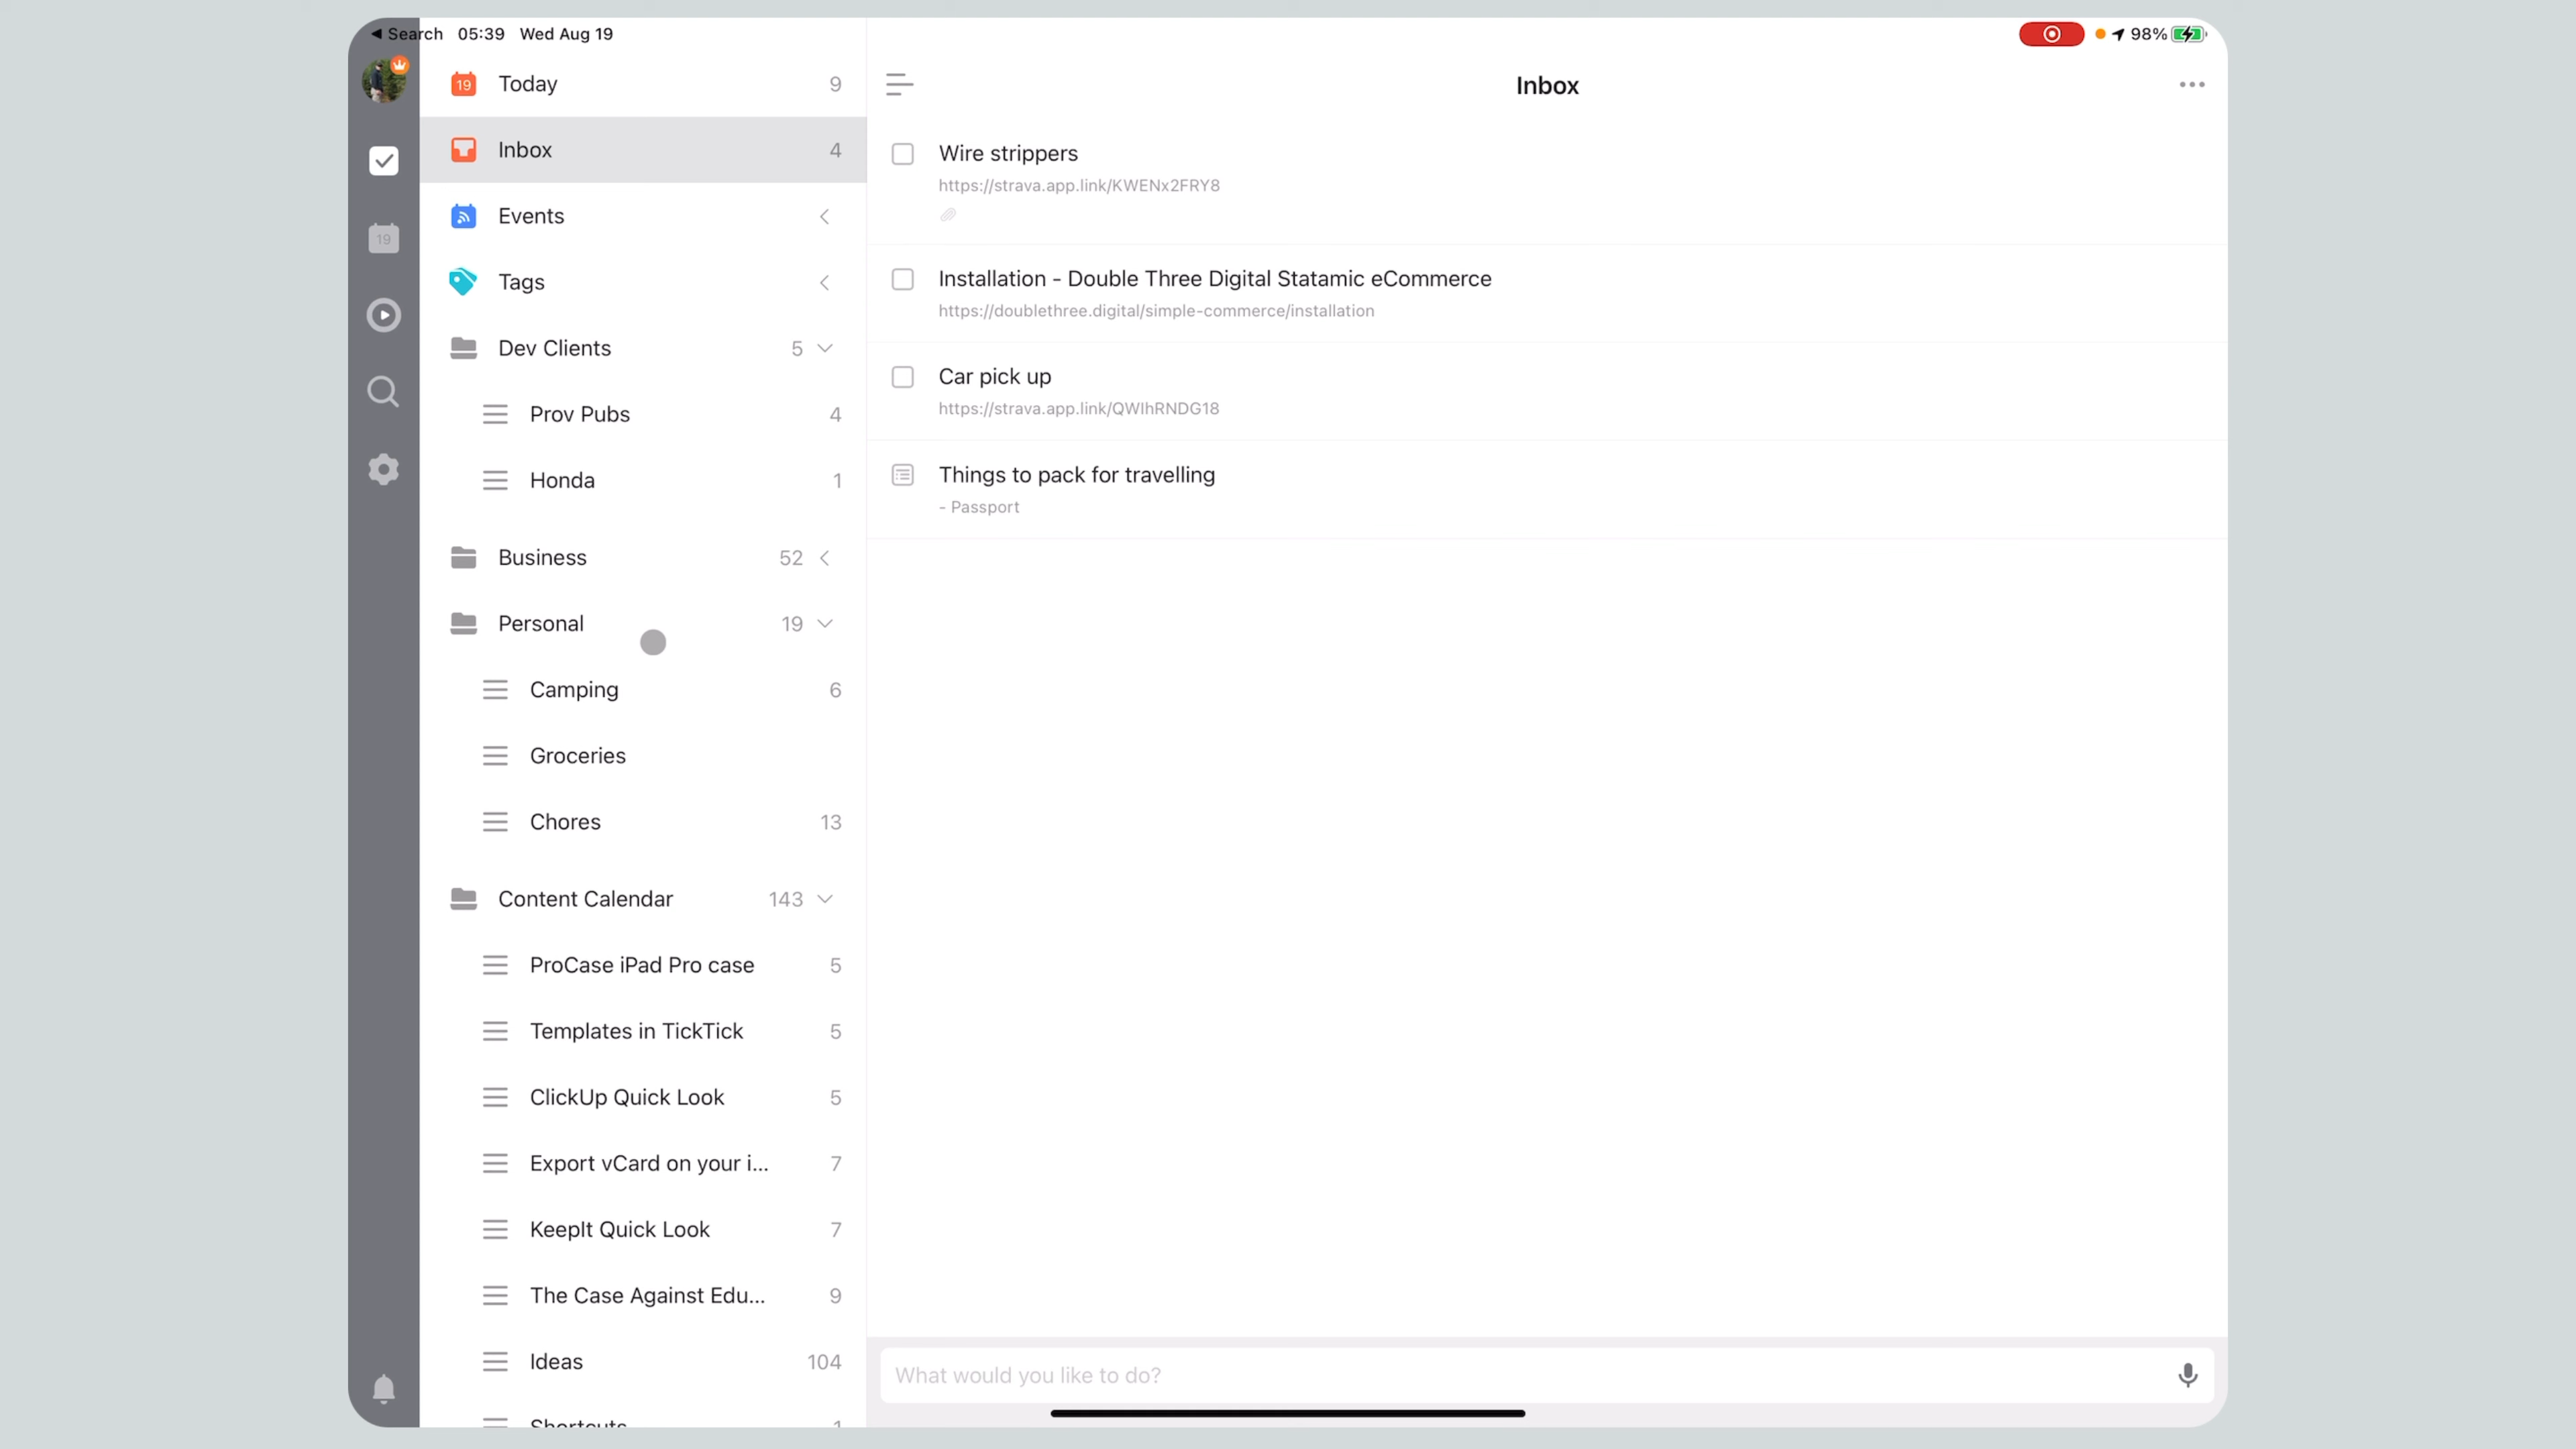 ◀ Search 05:39 Wed Aug 19
98%
19 Today 9
Inbox 4
Events
Tags
Dev Clients 5
Prov Pubs 4
Honda 1
Business 52
Personal 19
Camping 6
Groceries
Chores 13
Content Calendar 143
ProCase iPad Pro case 5
Templates in TickTick 5
ClickUp Quick Look 5
Export vCard on your i... 7
KeepIt Quick Look 7
The Case Against Edu... 9
Ideas 104
Shortcuts 1
19
Inbox
Wire strippers
https://strava.app.link/KWENx2FRY8
Installation - Double Three Digital Statamic eCommerce
https://doublethree.digital/simple-commerce/installation
Car pick up
https://strava.app.link/QWIhRNDG18
Things to pack for travelling
- Passport
What would you like to do?